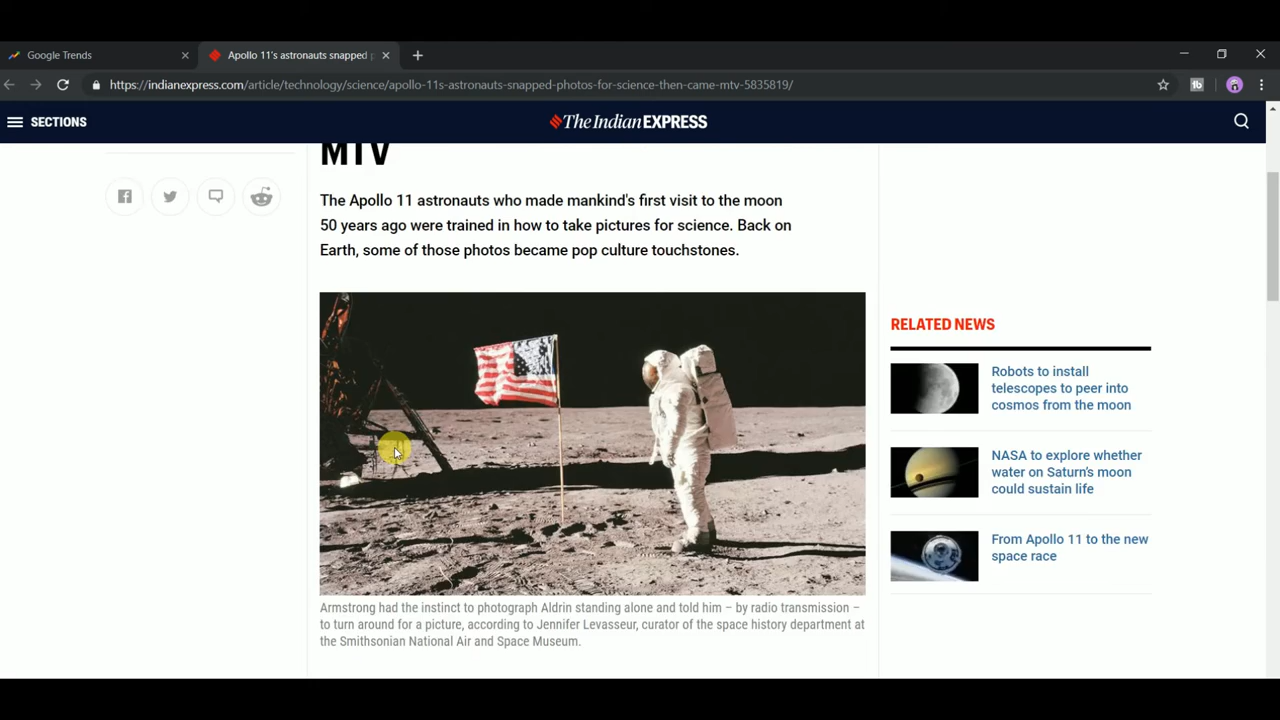 Google Trends
Apollo 11's astronauts snapped p
https://indianexpress.com/article/technology/science/apollo-11s-astronauts-snapped-photos-for-science-then-came-mtv-5835819/
SECTIONS
The Indian EXPRESS
MTV
The Apollo 11 astronauts who made mankind's first visit to the moon
50 years ago were trained in how to take pictures for science. Back on
Earth, some of those photos became pop culture touchstones.
Armstrong had the instinct to photograph Aldrin standing alone and told him – by radio transmission –
to turn around for a picture, according to Jennifer Levasseur, curator of the space history department at
the Smithsonian National Air and Space Museum.
RELATED NEWS
Robots to install
telescopes to peer into
cosmos from the moon
NASA to explore whether
water on Saturn's moon
could sustain life
From Apollo 11 to the new
space race